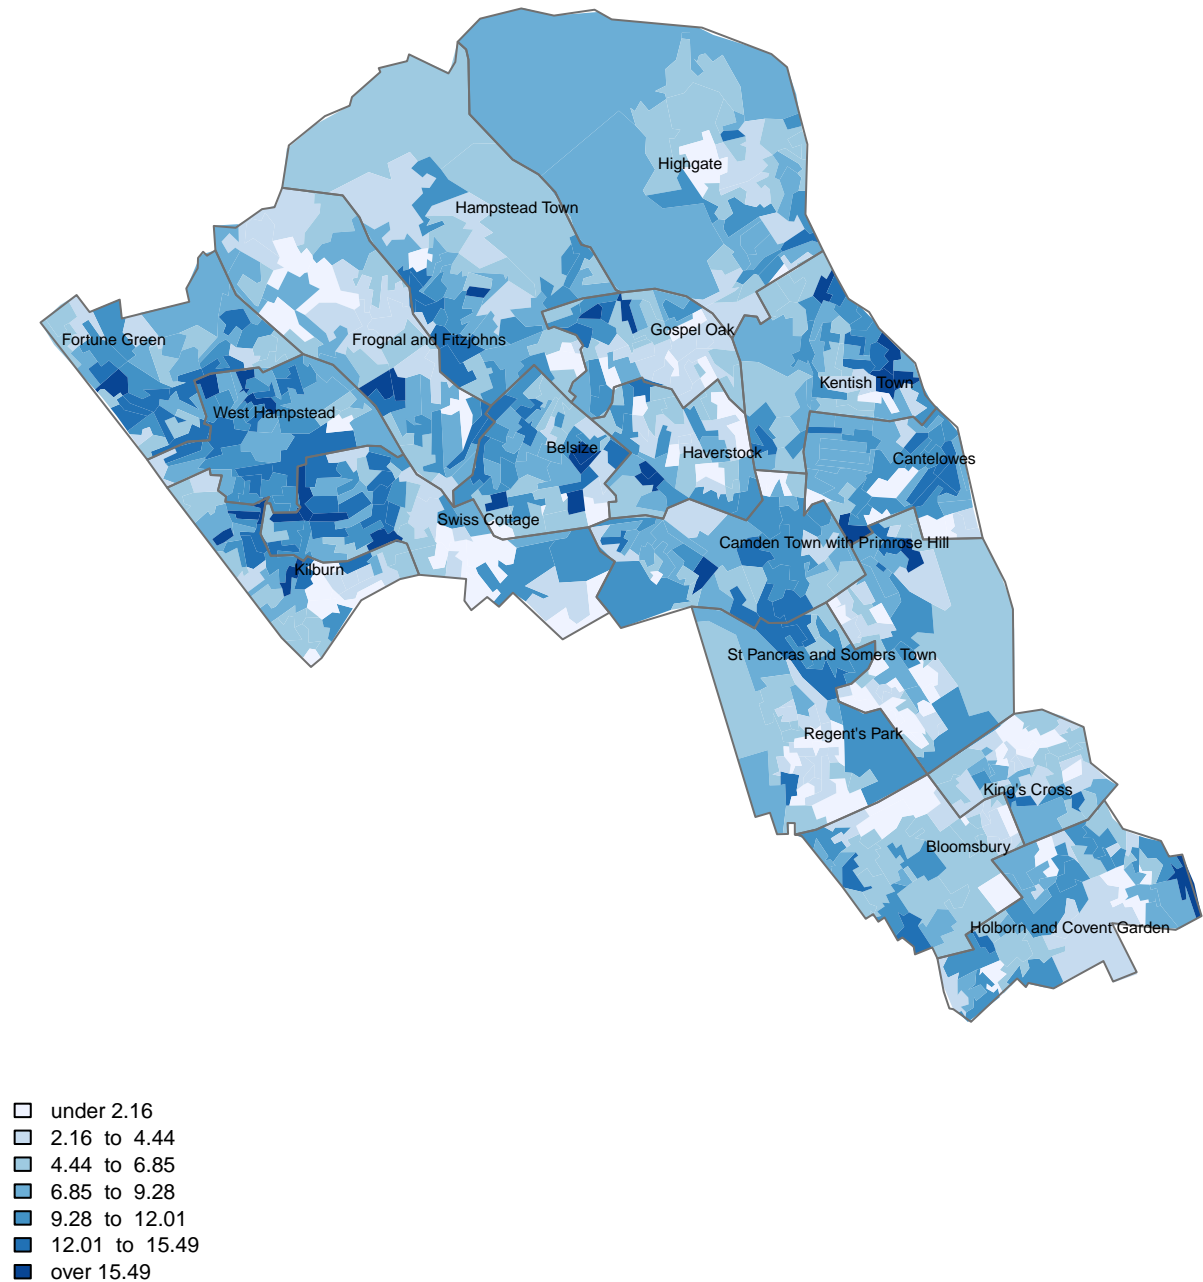 Highgate
Hampstead Town
Gospel Oak
Fortune Green
Frognal and Fitzjohns
Kentish Town
West Hampstead
Belsize
Haverstock
Cantelowes
Swiss Cottage
Camden Town with Primrose Hill
Kilburn
St Pancras and Somers Town
Regent's Park
King's Cross
Bloomsbury
Holborn and Covent Garden
under 2.16
2.16 to 4.44
4.44 to 6.85
6.85 to 9.28
9.28 to 12.01
12.01 to 15.49
over 15.49